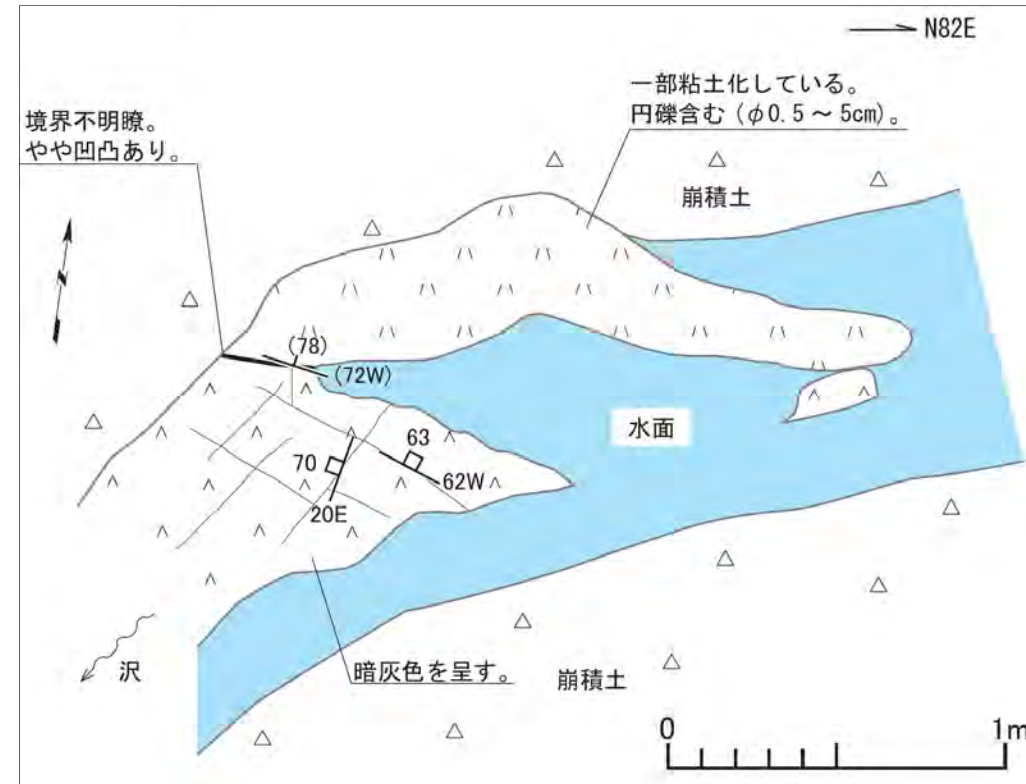 N82E
一部粘土化している。
円礫含む(φ0.5～5cm)。
境界不明瞭。
やや凹凸あり。
崩積土
N
(78)
(72W)
水面
63
70
62W
20E
沢
暗灰色を呈す。
崩積土
0
1m